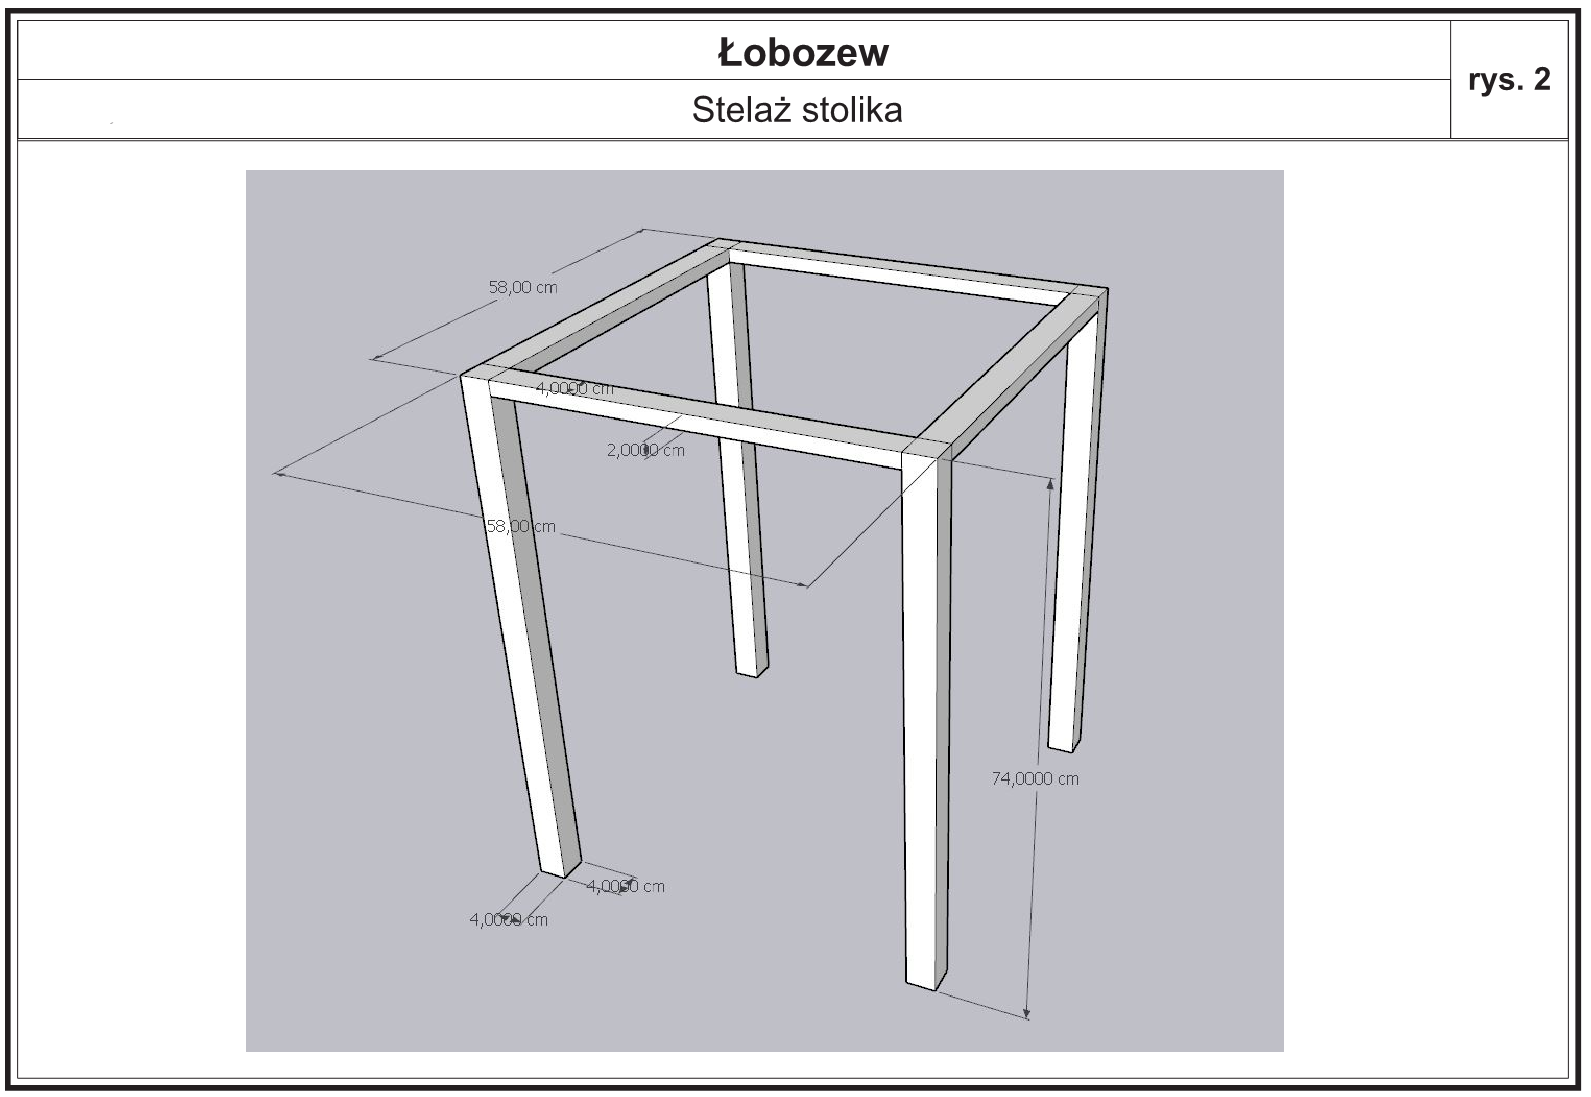 Łobozew
rys. 2
Stelaż stolika
58,00 cm
4,0000 cm
2,0000 cm
58,00 cm
74,0000 cm
4,0000 cm
4,0000 cm